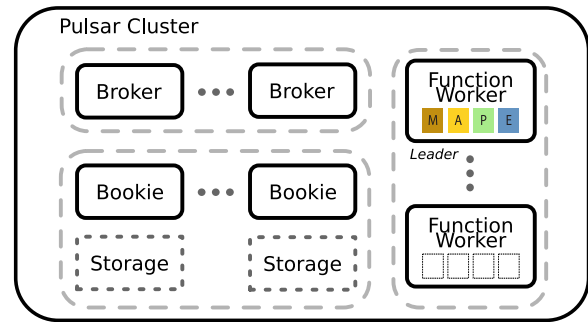 Pulsar Cluster
Broker
Broker
Bookie
Bookie
Storage
Storage
Function
Worker
M A P E
Leader
Function
Worker